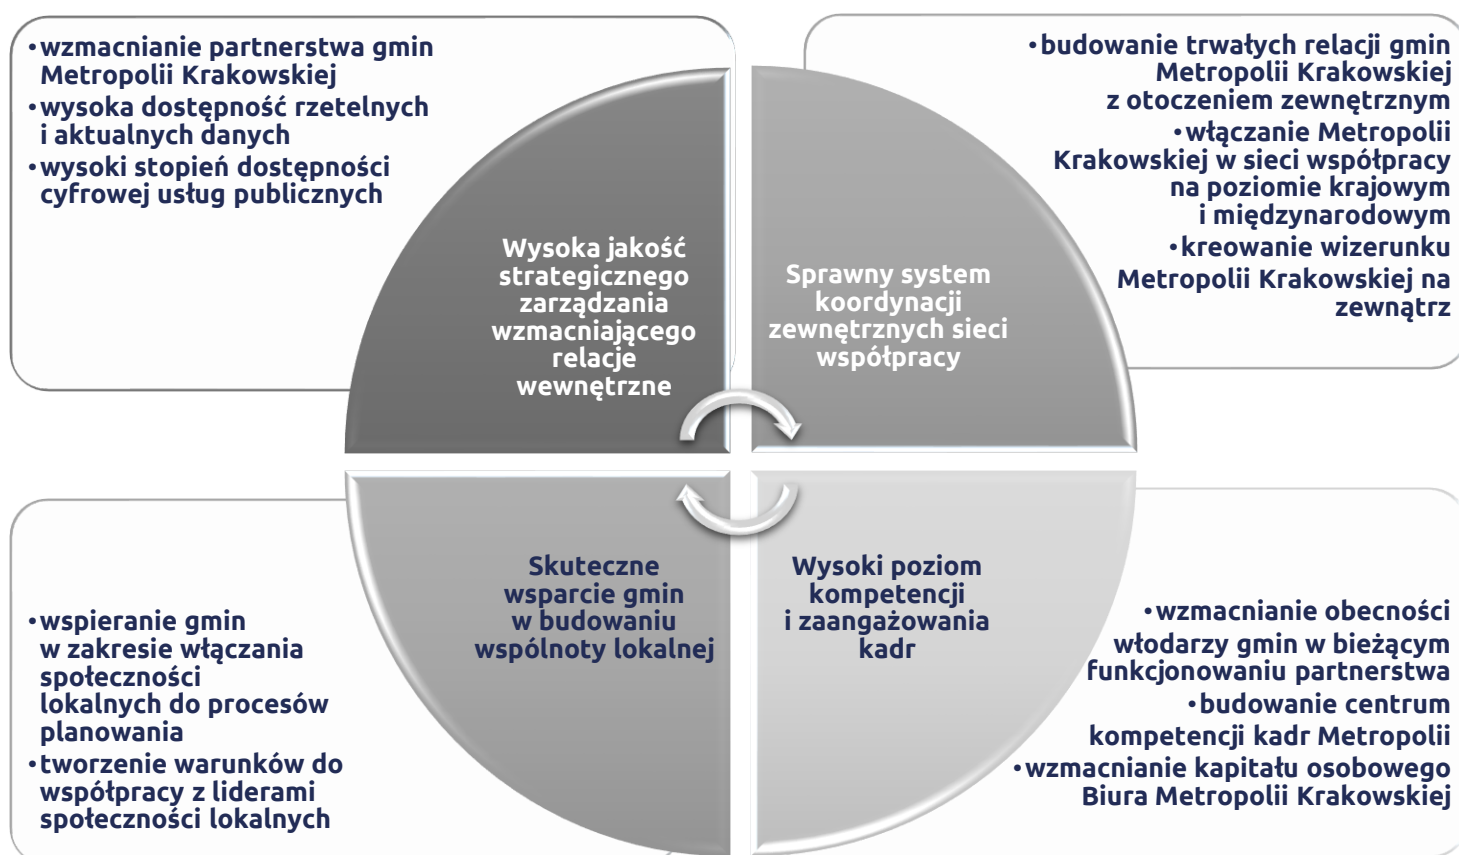 •wzmacnianie partnerstwa gmin
Metropolii Krakowskiej
•wysoka dostępność rzetelnych
i aktualnych danych
•wysoki stopień dostępności
cyfrowej usług publicznych
Wysoka jakość
strategicznego
zarządzania
wzmacniającego
relacje
wewnętrzne
•budowanie trwałych relacji gmin
Metropolii Krakowskiej
z otoczeniem zewnętrznym
•włączanie Metropolii
Krakowskiej w sieci współpracy
na poziomie krajowym
i międzynarodowym
•kreowanie wizerunku
Metropolii Krakowskiej na
zewnątrz
Sprawny system
koordynacji
zewnętrznych sieci
współpracy
•wspieranie gmin
w zakresie włączania
społeczności
lokalnych do procesów
planowania
•tworzenie warunków do
współpracy z liderami
społeczności lokalnych
Skuteczne
wsparcie gmin
w budowaniu
wspólnoty lokalnej
Wysoki poziom
kompetencji
i zaangażowania
kadr
•wzmacnianie obecności
włodarzy gmin w bieżącym
funkcjonowaniu partnerstwa
•budowanie centrum
kompetencji kadr Metropolii
•wzmacnianie kapitału osobowego
Biura Metropolii Krakowskiej